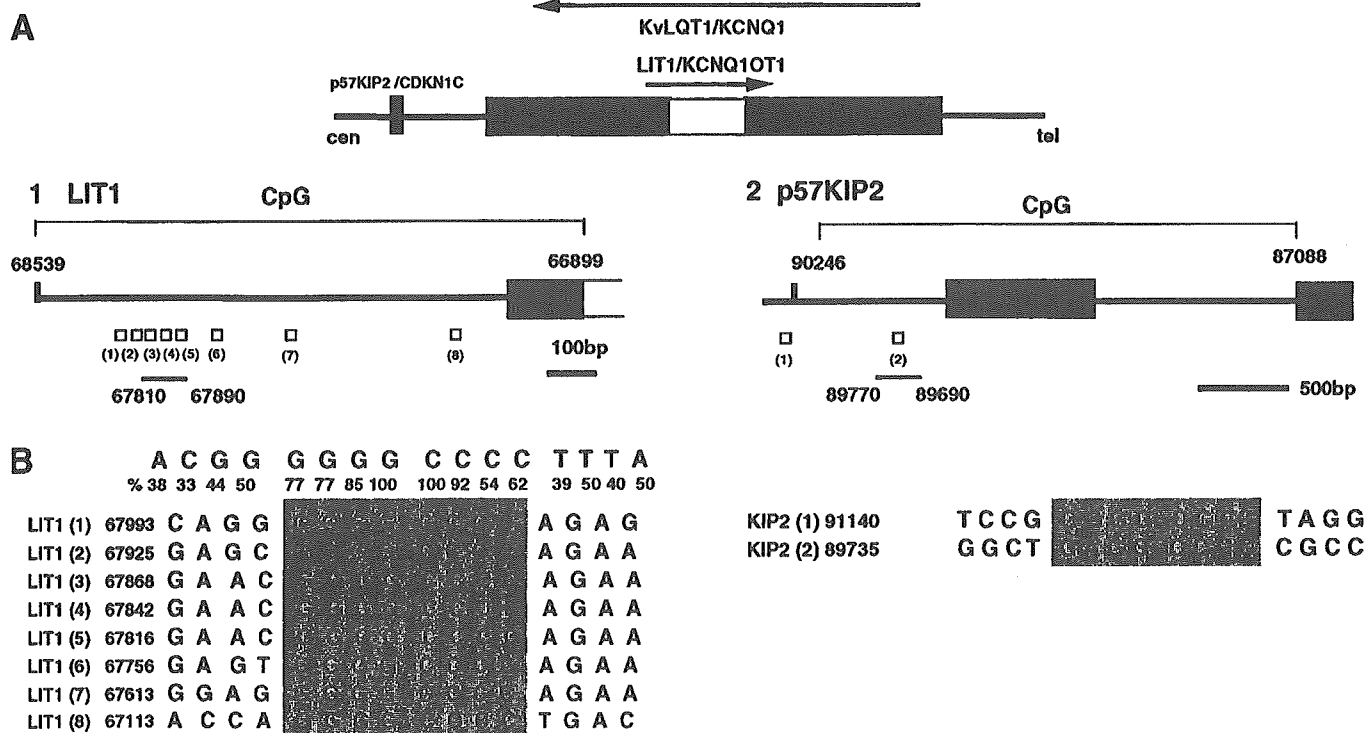 A
KvLQT1/KCNQ1
LIT1/KCNQ1OT1
p57KIP2/CDKN1C
cen
tel
1 LIT1
CpG
68539
66899
(1) (2) (3) (4) (5) (6) (7) (8)
100bp
67810 67890
2 p57KIP2
CpG
90246
87088
(1) (2)
89770 89690
500bp
B
A C G G G G G G C C C C T T T A
% 38 33 44 50 77 77 85 100 100 92 54 62 39 50 40 50
LIT1 (1) 67993 C A G G A G A G
LIT1 (2) 67925 G A G C A G A A
LIT1 (3) 67868 G A A C A G A A
LIT1 (4) 67842 G A A C A G A A
LIT1 (5) 67816 G A A C A G A A
LIT1 (6) 67756 G A G T A G A A
LIT1 (7) 67613 G G A G A G A A
LIT1 (8) 67113 A C C A T G A C
KIP2 (1) 91140 T C C G T A G G
KIP2 (2) 89735 G G C T C G C C